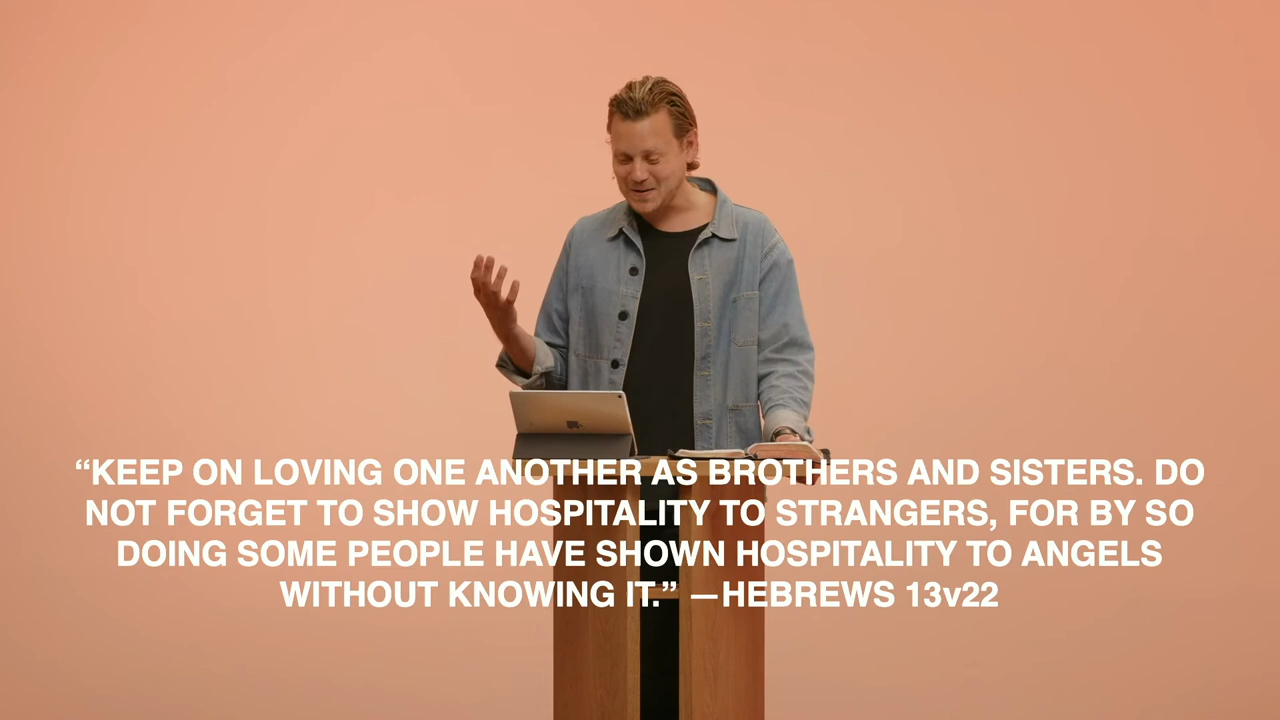 “KEEP ON LOVING ONE ANOTHER AS BROTHERS AND SISTERS. DO
NOT FORGET TO SHOW HOSPITALITY TO STRANGERS, FOR BY SO
DOING SOME PEOPLE HAVE SHOWN HOSPITALITY TO ANGELS
WITHOUT KNOWING IT.” —HEBREWS 13v22